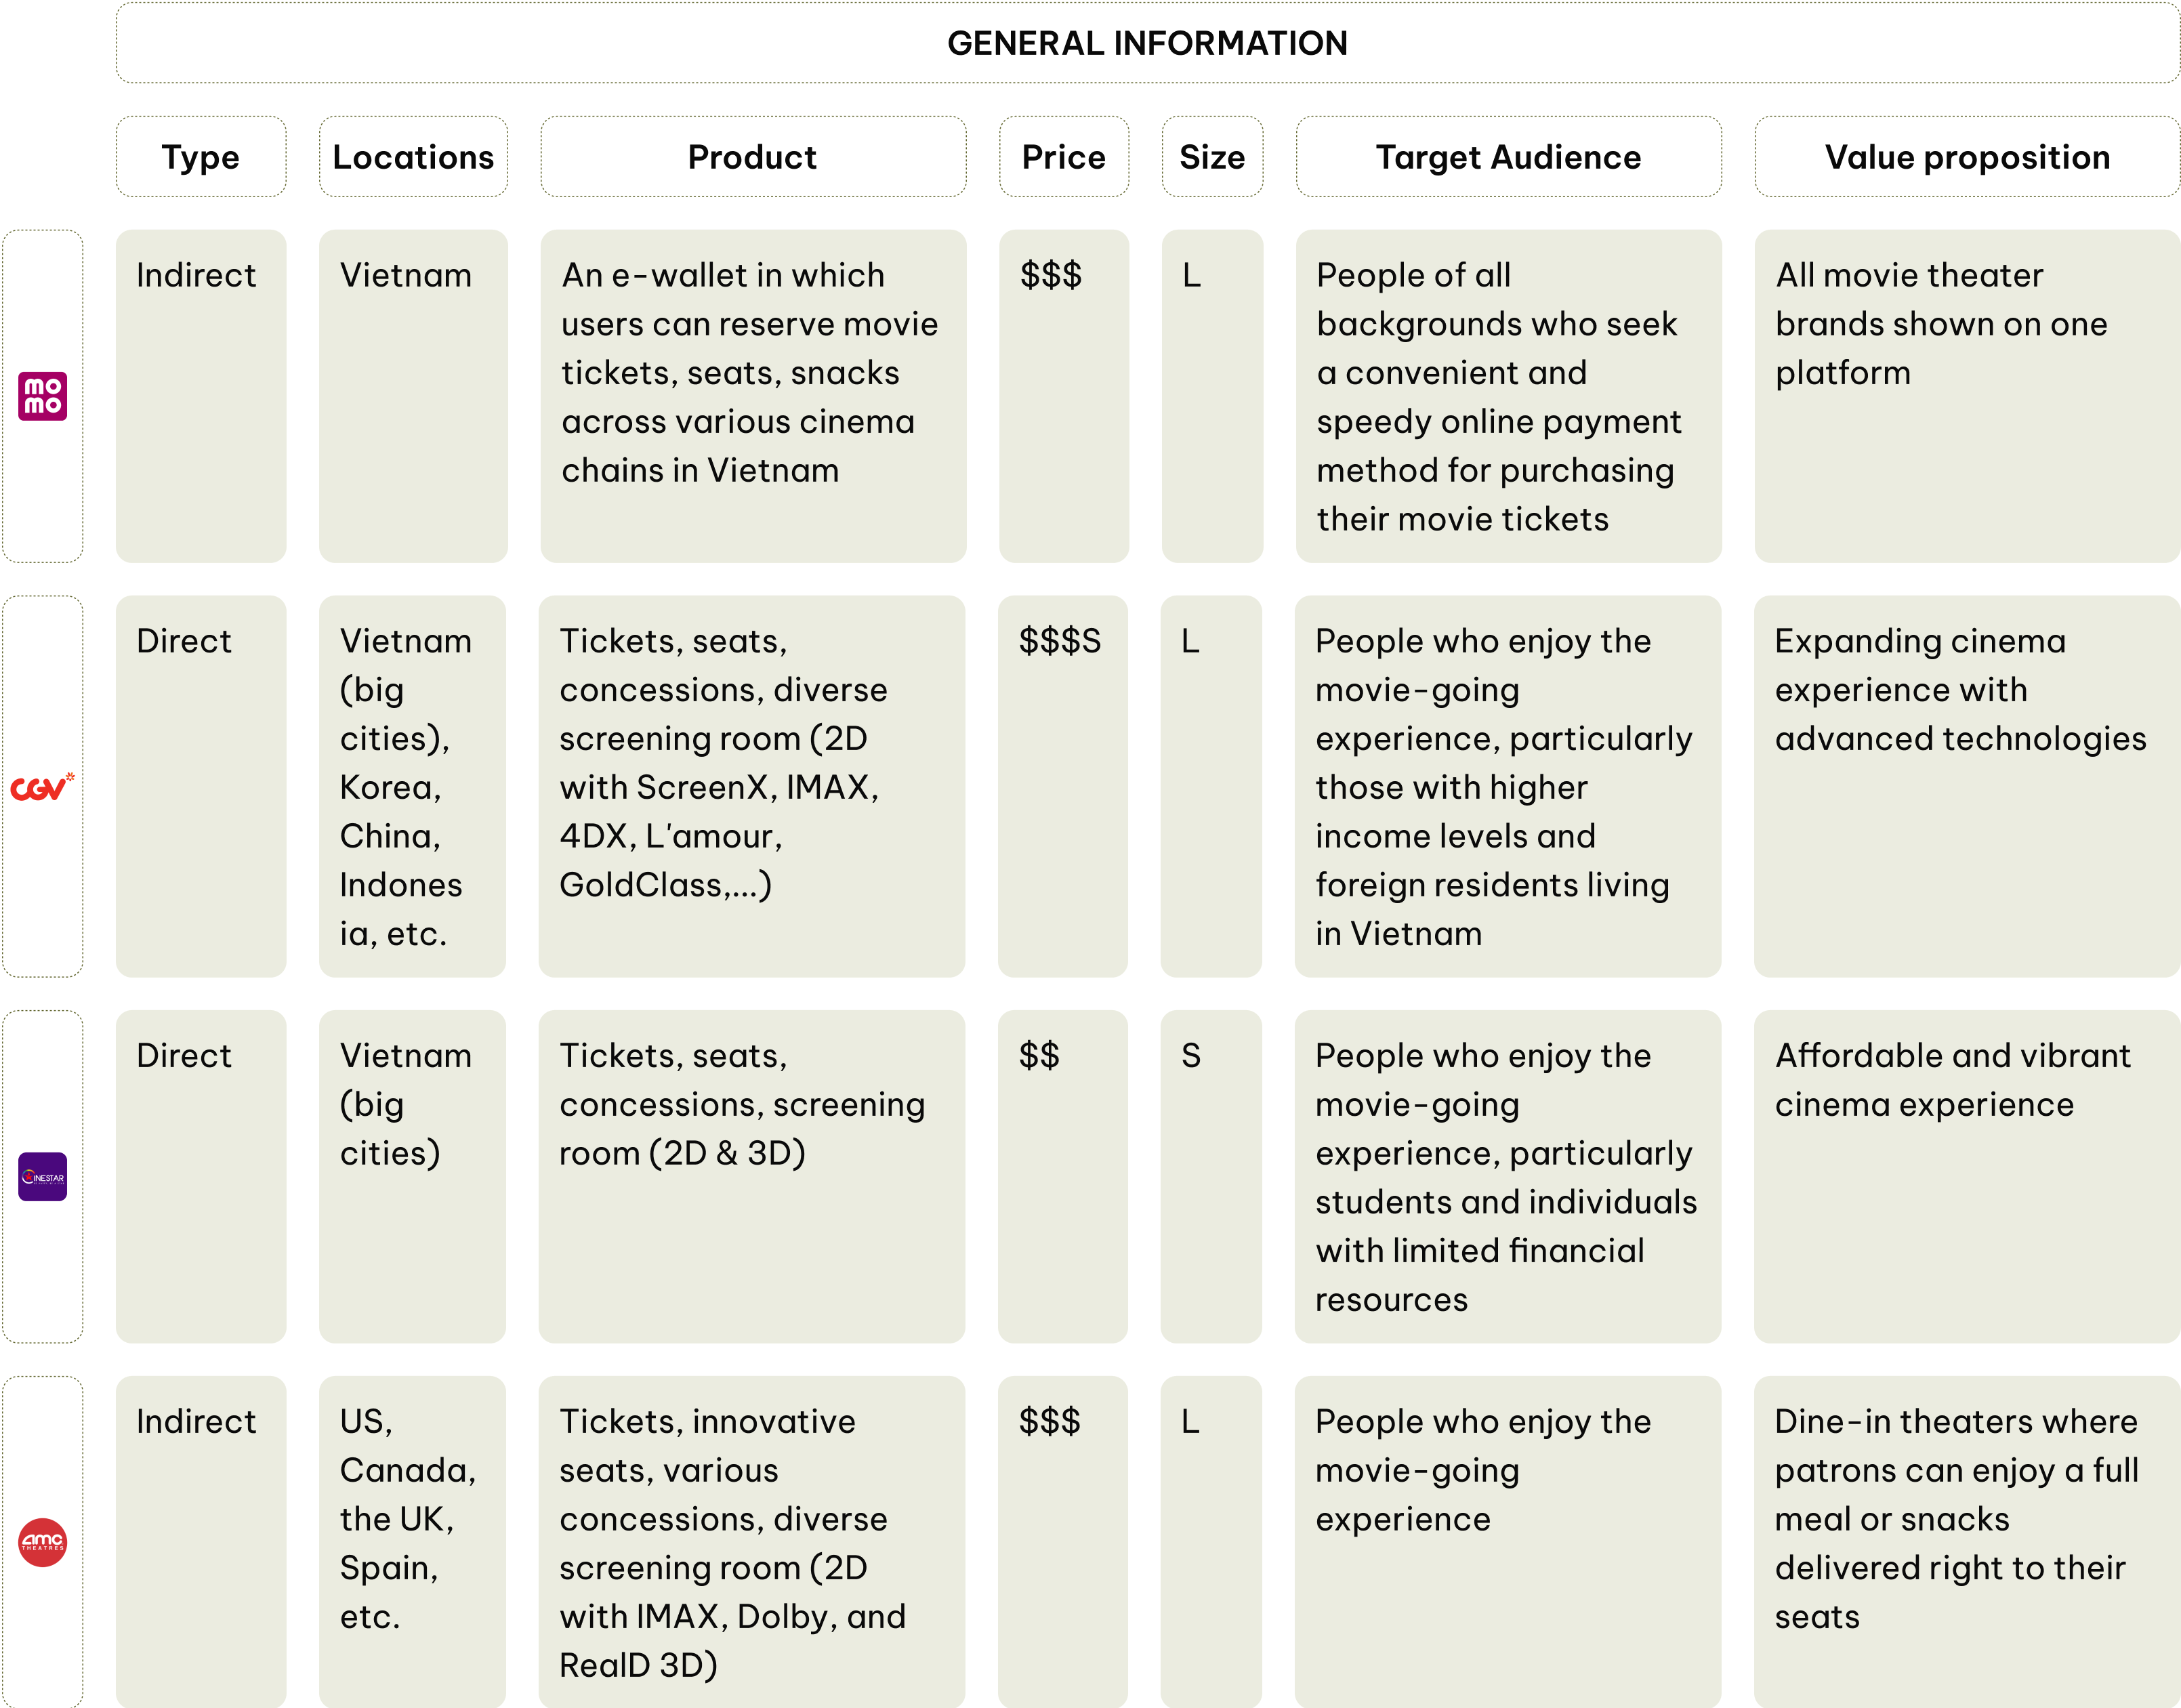 GENERAL INFORMATION
Type
Locations
Product
Price
Size
Target Audience
Value proposition
mo
mo
Indirect
Vietnam
An e-wallet in which
users can reserve movie
tickets, seats, snacks
across various cinema
chains in Vietnam
$$$
L
People of all
backgrounds who seek
a convenient and
speedy online payment
method for purchasing
their movie tickets
All movie theater
brands shown on one
platform
CGV
Direct
Vietnam
(big
cities),
Korea,
China,
Indones
ia, etc.
Tickets, seats,
concessions, diverse
screening room (2D
with ScreenX, IMAX,
4DX, L'amour,
GoldClass,...)
$$$S
L
People who enjoy the
movie-going
experience, particularly
those with higher
income levels and
foreign residents living
in Vietnam
Expanding cinema
experience with
advanced technologies
CINESTAR
Direct
Vietnam
(big
cities)
Tickets, seats,
concessions, screening
room (2D & 3D)
$$
S
People who enjoy the
movie-going
experience, particularly
students and individuals
with limited financial
resources
Affordable and vibrant
cinema experience
amc
THEATRES
Indirect
US,
Canada,
the UK,
Spain,
etc.
Tickets, innovative
seats, various
concessions, diverse
screening room (2D
with IMAX, Dolby, and
RealD 3D)
$$$
L
People who enjoy the
movie-going
experience
Dine-in theaters where
patrons can enjoy a full
meal or snacks
delivered right to their
seats